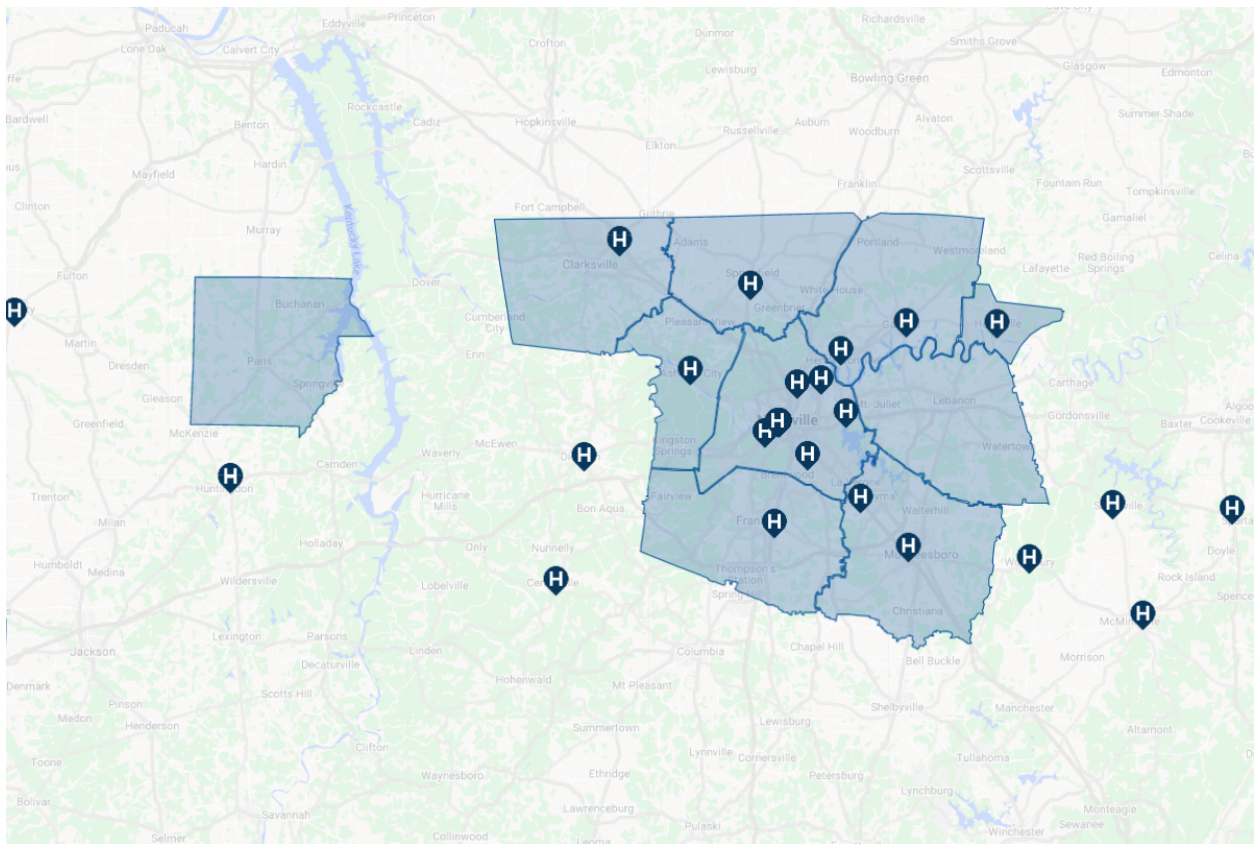 Paducah
Eddyville
Princeton
Crofton
Dunmor
Richardsville
Smiths Grove
Lone Oak
Calvert City
Lewisburg
Bowling Green
Glasgow
Edmonton
Bardwell
Rockcastle
Cadiz
Hopkinsville
Russellville
Auburn
Woodburn
Alvaton
Summer Shade
Benton
Elkton
Hardin
Mayfield
Scottsville
Clinton
Fort Campbell
Guthrie
Franklin
Fountain Run
Tompkinsville
Murray
Kentucky Lake
Adams
Portland
Westmoreland
Gamaliel
Fulton
Dover
Clarksville
Lafayette
Red Boiling
Springs
Celina
Buchanan
Cumberland
City
Greenbrier
White House
Martin
Pleasant View
Dresden
Paris
Erin
Carthage
Springville
Gleason
Mt. Juliet
Lebanon
Gordonsville
Baxter
Cookeville
Greenfield
McKenzie
McEwen
Waverly
Camden
Kingston
Springs
Watertown
Trenton
Hurricane
Mills
Bon Aqua
Fairview
Milan
Walterhill
Holladay
Only
Nunnelly
Doyle
Humboldt
Medina
Wildersville
Lobelville
Thompson's
Station
Rock Island
Spencer
Christiana
Lexington
Parsons
Linden
Columbia
Chapel Hill
Bell Buckle
Jackson
Decaturville
Morrison
Denmark
Pinson
Scotts Hill
Hohenwald
Mt Pleasant
Shelbyville
Manchester
Medon
Henderson
Summertown
Lewisburg
Altamont
Clifton
Toone
Waynesboro
Ethridge
Lynnville
Cornersville
Petersburg
Tullahoma
Lynchburg
Bolivar
Savannah
Lawrenceburg
Monteagle
Selmer
Collinwood
Pulaski
Winchester
Sewanee
H